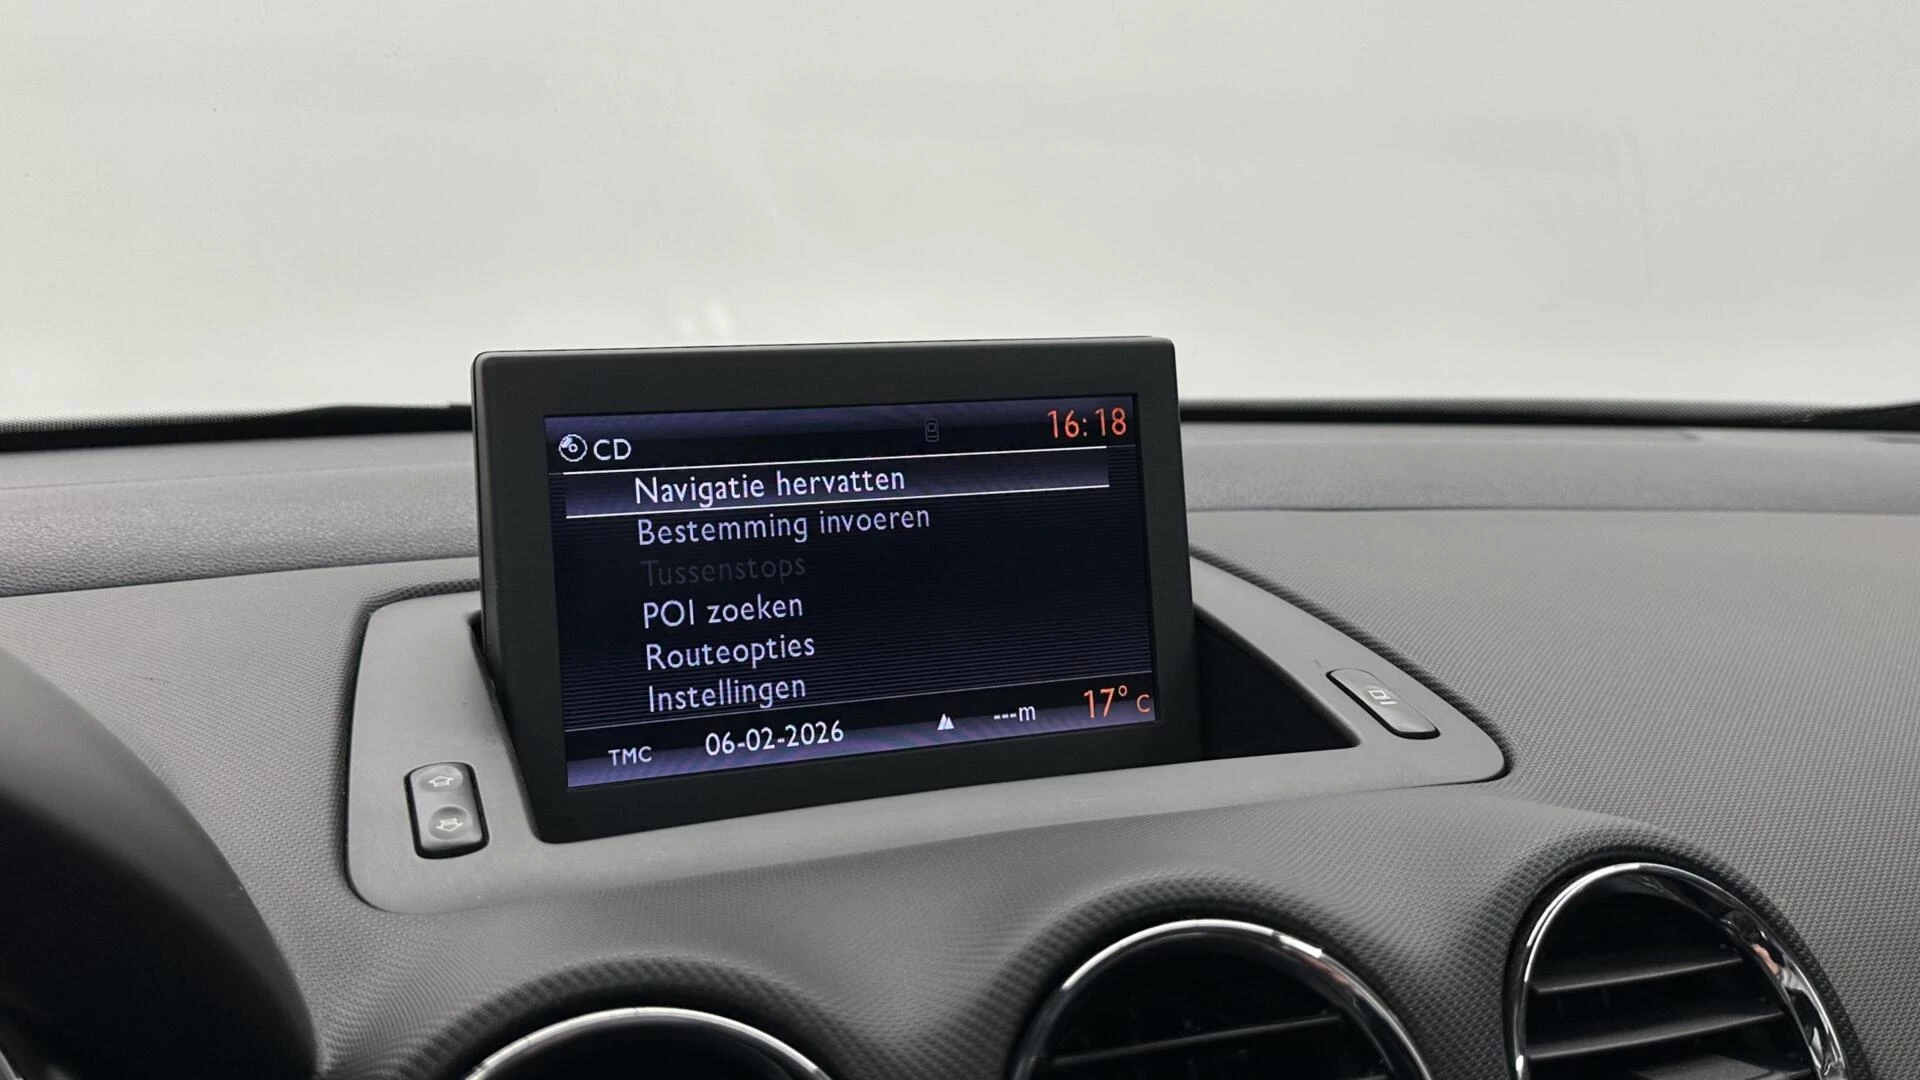 CD 16:18
Navigatie hervatten
Bestemming invoeren
Tussenstops
POI zoeken
Routeopties
Instellingen
TMC 06-02-2026 ---m 17° C